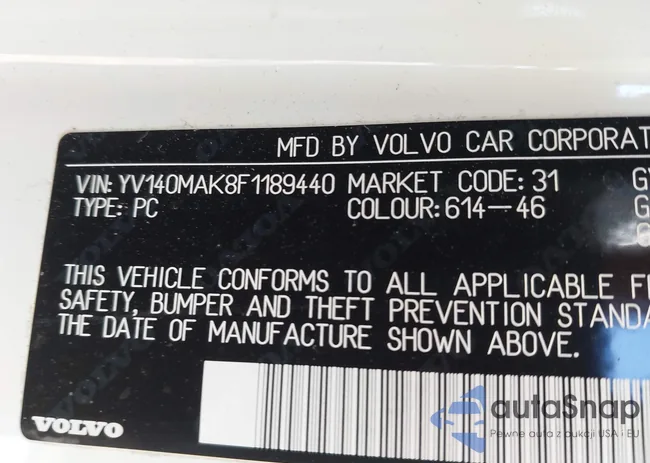 MFD BY VOLVO CAR CORPORAT
VIN: YV140MAK8F1189440 MARKET CODE: 31
TYPE: PC COLOUR: 614-46
THIS VEHICLE CONFORMS TO ALL APPLICABLE F
SAFETY, BUMPER AND THEFT PREVENTION STANDA
THE DATE OF MANUFACTURE SHOWN ABOVE.
VOLVO
autoSnap
Pewne auta z aukcji USA i EU